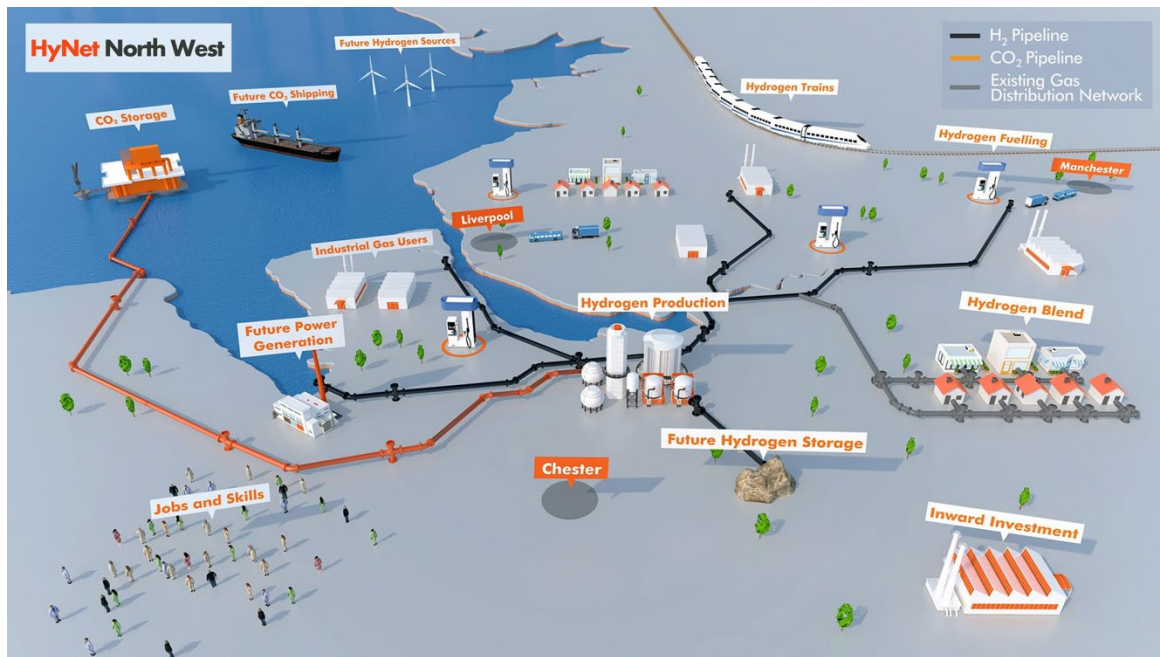 HyNet North West
Future Hydrogen Sources
H₂ Pipeline
CO₂ Pipeline
Existing Gas
Distribution Network
Future CO₂ Shipping
Hydrogen Trains
CO₂ Storage
Hydrogen Fuelling
Manchester
Liverpool
Industrial Gas Users
Hydrogen Production
Hydrogen Blend
Future Power
Generation
Future Hydrogen Storage
Chester
Jobs and Skills
Inward Investment